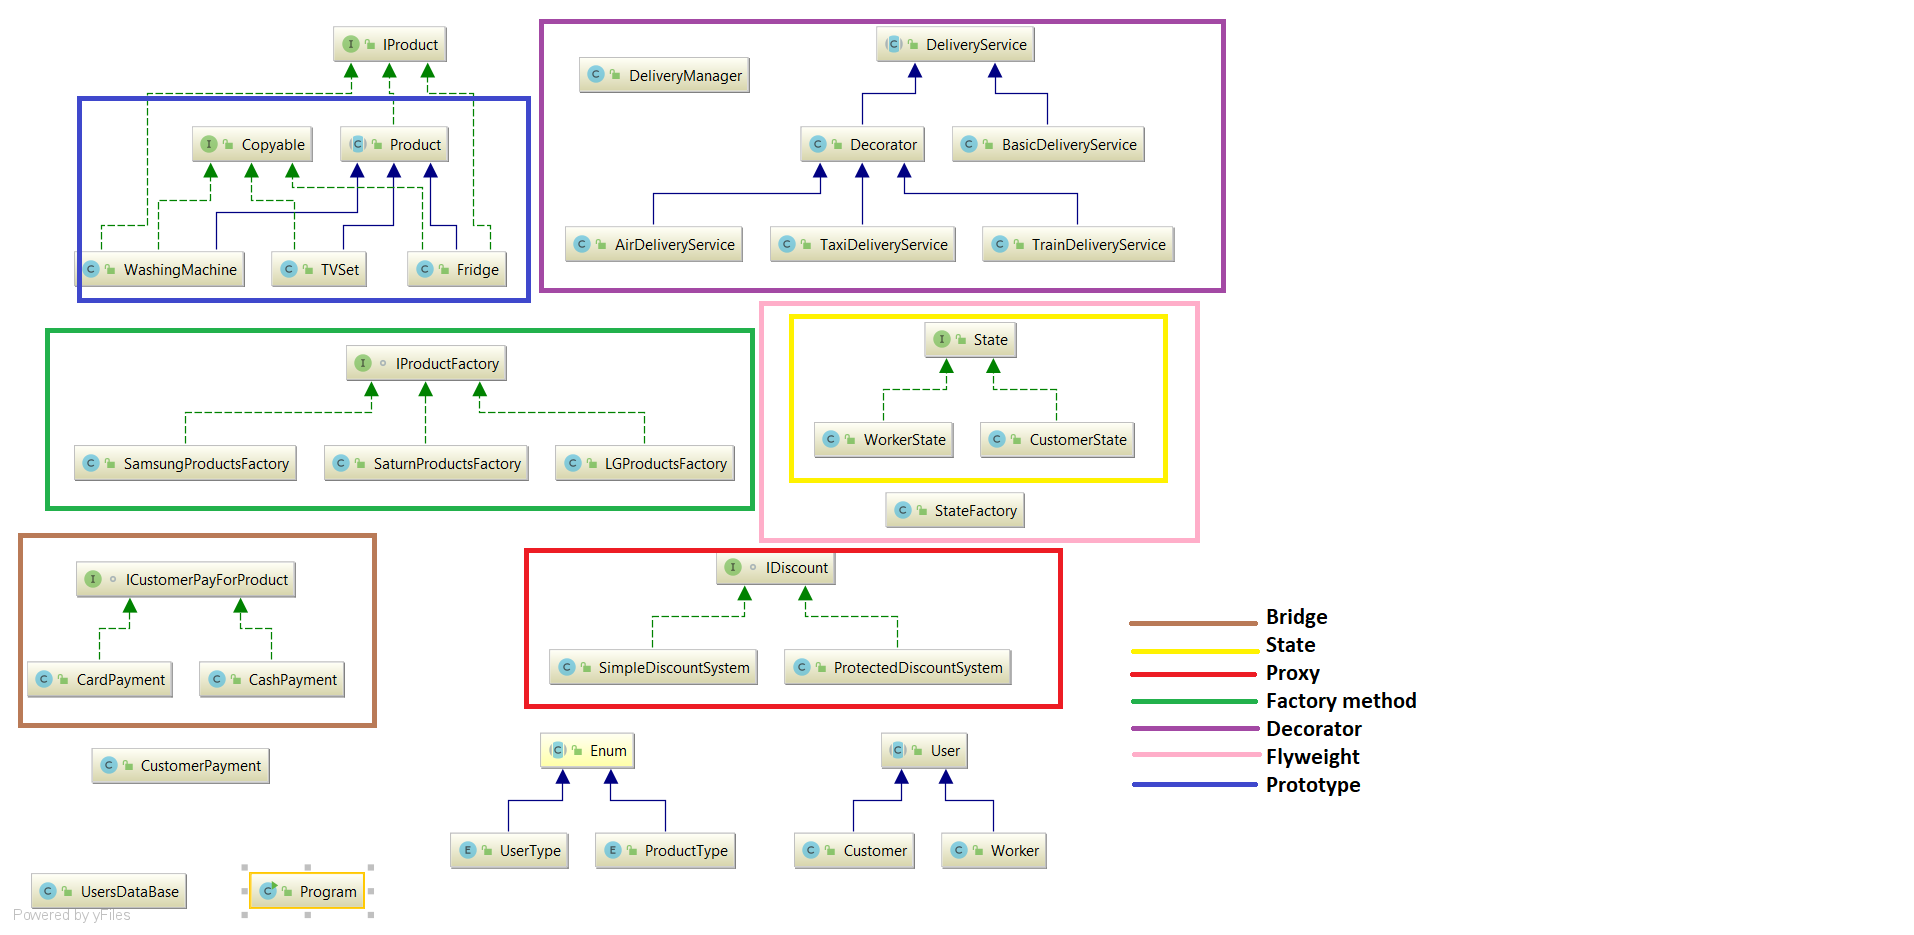 IProduct
DeliveryService
DeliveryManager
Copyable
Product
Decorator
BasicDeliveryService
AirDeliveryService
TaxiDeliveryService
TrainDeliveryService
WashingMachine
TVSet
Fridge
State
IProductFactory
WorkerState
CustomerState
SamsungProductsFactory
SaturnProductsFactory
LGProductsFactory
StateFactory
IDiscount
ICustomerPayForProduct
Bridge
State
SimpleDiscountSystem
ProtectedDiscountSystem
Proxy
CardPayment
CashPayment
Factory method
Decorator
Enum
User
Flyweight
CustomerPayment
Prototype
UserType
ProductType
Customer
Worker
UsersDataBase
Program
Powered by yFiles